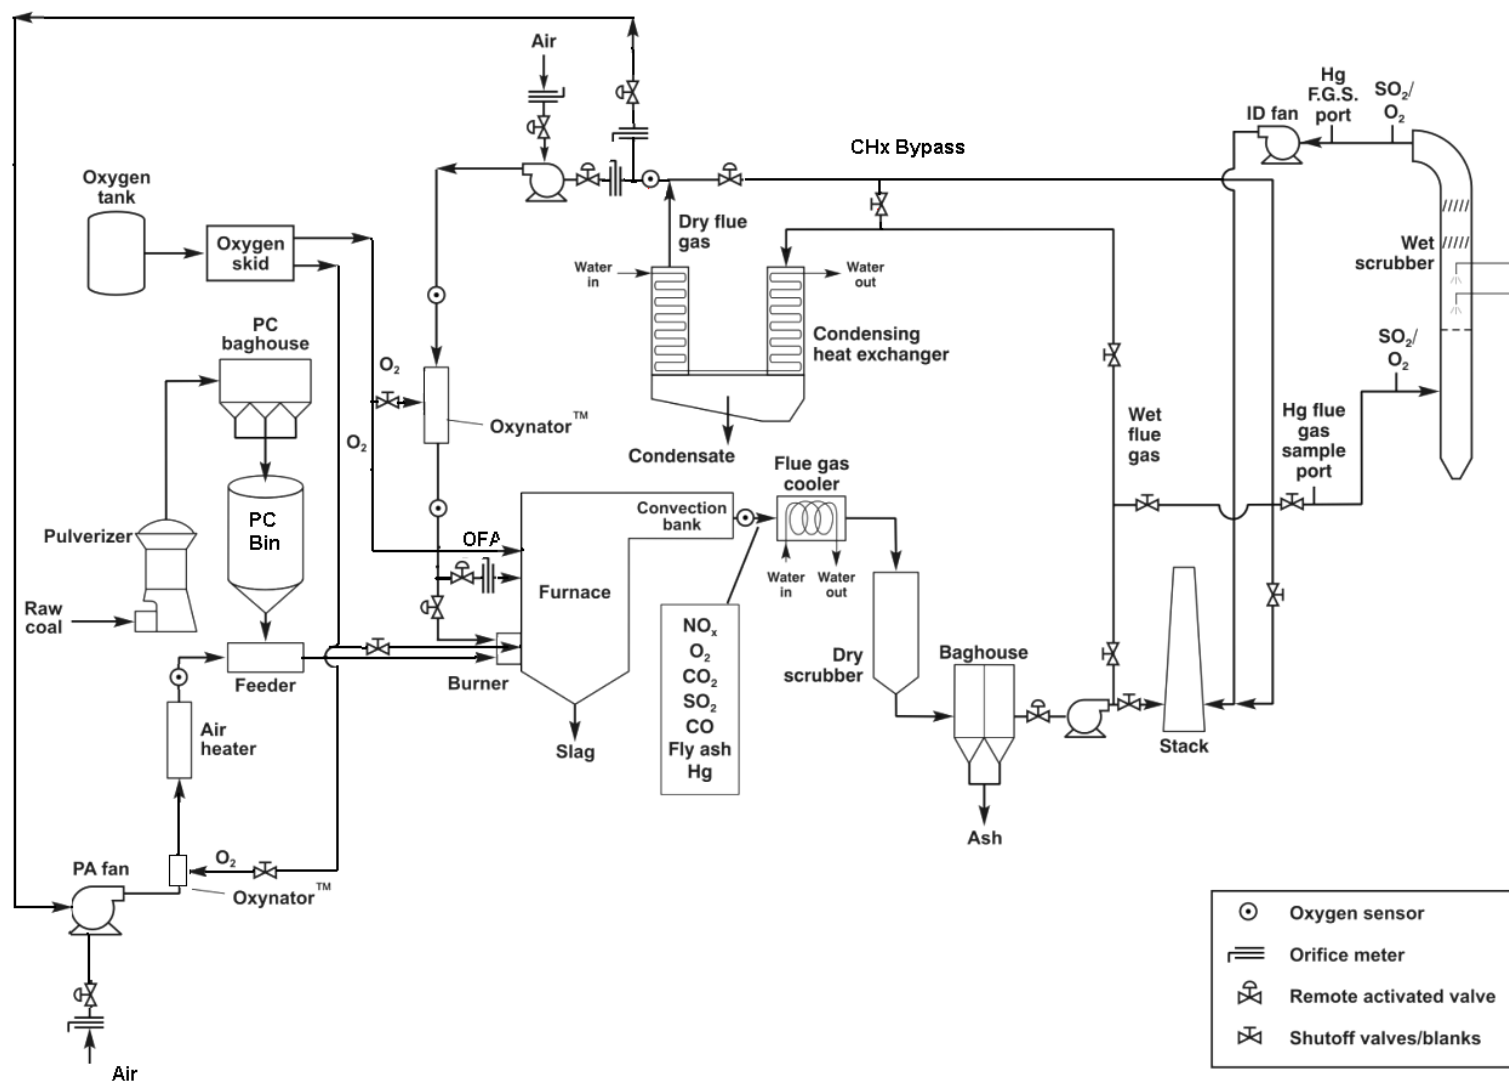 Air
Hg
F.G.S.
port
SO2/
O2
ID fan
CHx Bypass
Oxygen
tank
Oxygen
skid
Dry flue
gas
Water
in
Water
out
Wet
scrubber
PC
baghouse
Condensing
heat exchanger
SO2/
O2
O2
O2
Oxynator™
Condensate
Wet
flue
gas
Hg flue
gas
sample
port
Flue gas
cooler
Convection
bank
Pulverizer
PC
Bin
OFA
Water
in
Water
out
Furnace
Raw
coal
NOx
O2
CO2
SO2
CO
Fly ash
Hg
Dry
scrubber
Baghouse
Feeder
Burner
Air
heater
Slag
Stack
Ash
PA fan
O2
Oxynator™
Air
Oxygen sensor
Orifice meter
Remote activated valve
Shutoff valves/blanks